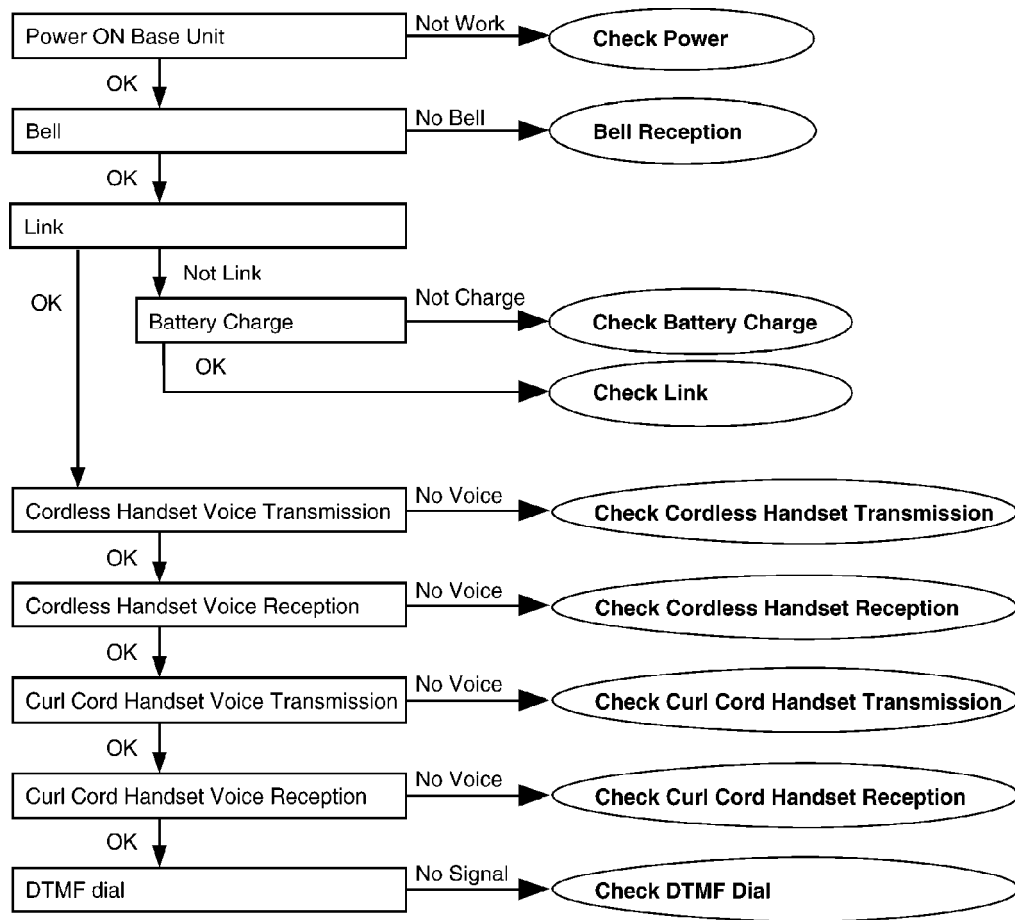 Power ON Base Unit
Not Work
Check Power
OK
Bell
No Bell
Bell Reception
OK
Link
OK
Not Link
Battery Charge
Not Charge
Check Battery Charge
OK
Check Link
Cordless Handset Voice Transmission
No Voice
Check Cordless Handset Transmission
OK
Cordless Handset Voice Reception
No Voice
Check Cordless Handset Reception
OK
Curl Cord Handset Voice Transmission
No Voice
Check Curl Cord Handset Transmission
OK
Curl Cord Handset Voice Reception
No Voice
Check Curl Cord Handset Reception
OK
DTMF dial
No Signal
Check DTMF Dial